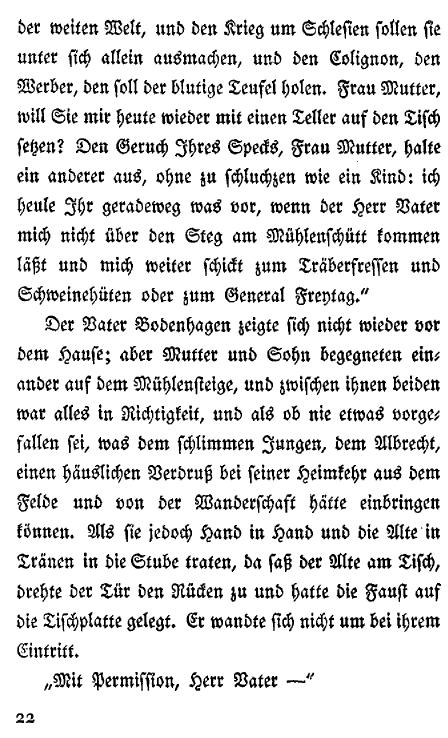 der weiten Welt, und den Krieg um Schlesien sollen sie
unter sich allein ausmachen, und den Colignon, den
Werber, den soll der blutige Teufel holen. Frau Mutter,
will Sie mir heute wieder mit einen Teller auf den Tisch
setzen? Den Geruch Ihres Specks, Frau Mutter, halte
ein anderer aus, ohne zu schluchzen wie ein Kind: ich
heule Ihr geradeweg was vor, wenn der Herr Vater
mich nicht über den Steg am Mühlenschütt kommen
läßt und mich weiter schickt zum Träberfressen und
Schweinehüten oder zum General Freytag.“
Der Vater Bodenhagen zeigte sich nicht wieder vor
dem Hause; aber Mutter und Sohn begegneten ein-
ander auf dem Mühlensteige, und zwischen ihnen beiden
war alles in Richtigkeit, und als ob nie etwas vorge-
fallen sei, was dem schlimmen Jungen, dem Albrecht,
einen häuslichen Verdruß bei seiner Heimkehr aus dem
Felde und von der Wanderschaft hätte einbringen
können. Als sie jedoch Hand in Hand und die Alte in
Tränen in die Stube traten, da saß der Alte am Tisch,
drehte der Tür den Rücken zu und hatte die Faust auf
die Tischplatte gelegt. Er wandte sich nicht um bei ihrem
Eintritt.
„Mit Permission, Herr Vater —“
22